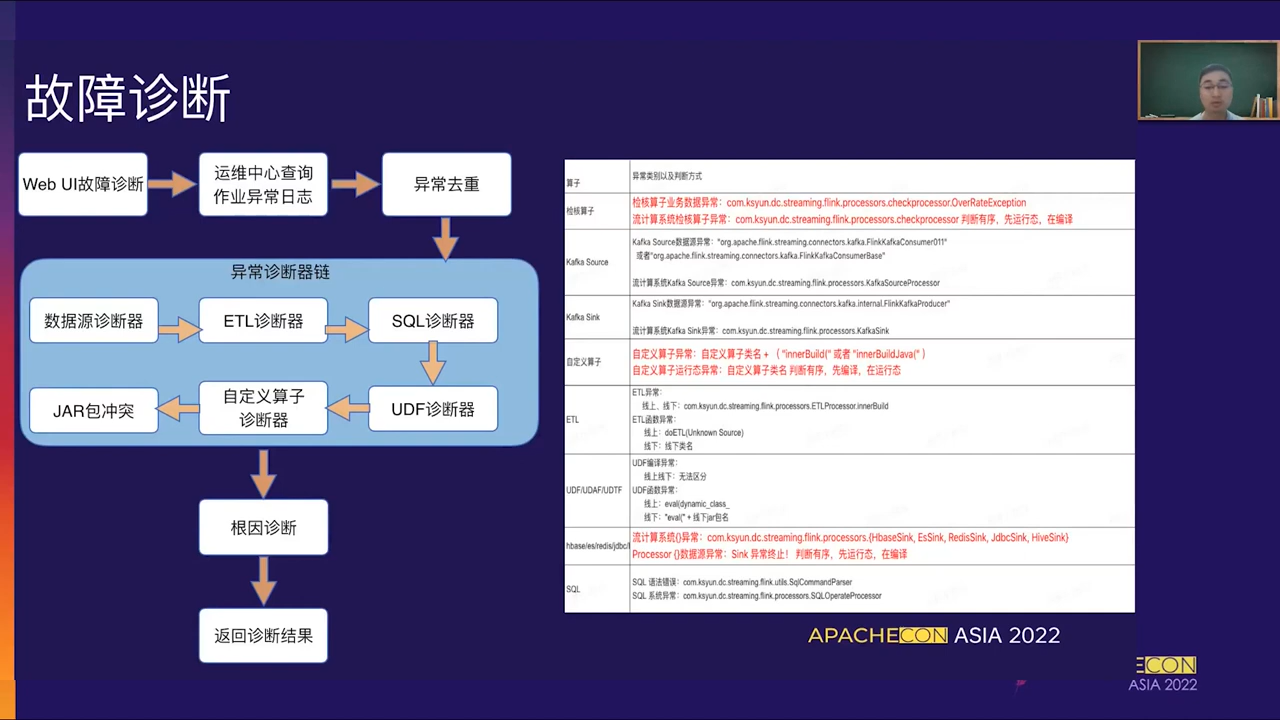 故障诊断
Web UI故障诊断
运维中心查询
作业异常日志
异常去重
异常诊断器链
数据源诊断器
ETL诊断器
SQL诊断器
UDF诊断器
自定义算子
诊断器
JAR包冲突
根因诊断
返回诊断结果
算子
异常类别以及判断方式
检核算子
检核算子业务数据异常：com.ksyun.dc.streaming.flink.processors.checkprocessor.OverRateException
流计算系统检核算子异常：com.ksyun.dc.streaming.flink.processors.checkprocessor 判断有序，先运行态，在编译
Kafka Source
Kafka Source数据源异常："org.apache.flink.streaming.connectors.kafka.FlinkKafkaConsumer011"
或者"org.apache.flink.streaming.connectors.kafka.FlinkKafkaConsumerBase"
流计算系统Kafka Source异常：com.ksyun.dc.streaming.flink.processors.KafkaSourceProcessor
Kafka Sink
Kafka Sink数据源异常："org.apache.flink.streaming.connectors.kafka.internal.FlinkKafkaProducer"
流计算系统Kafka Sink异常：com.ksyun.dc.streaming.flink.processors.KafkaSink
自定义算子
自定义算子异常：自定义算子类名 + （ "innerBuild(" 或者 "innerBuildJava(" ）
自定义算子运行态异常：自定义算子类名 判断有序，先编译，在运行态
ETL
ETL异常：
线上、线下：com.ksyun.dc.streaming.flink.processors.ETLProcessor.innerBuild
ETL函数异常：
线上：doETL(Unknown Source)
线下：线下类名
UDF/UDAF/UDTF
UDF编译异常：
线上线下：无法区分
UDF函数异常：
线上：eval(dynamic_class_
线下："eval(" + 线下jar包名
hbase/es/redis/jdbc/
流计算系统{}异常：com.ksyun.dc.streaming.flink.processors.{HbaseSink, EsSink, RedisSink, JdbcSink, HiveSink}
Processor {}数据源异常：Sink 异常终止！ 判断有序，先运行态，在编译
SQL
SQL 语法错误：com.ksyun.dc.streaming.flink.utils.SqlCommandParser
SQL 系统异常：com.ksyun.dc.streaming.flink.processors.SQLOperateProcessor
APACHECON ASIA 2022
ECON
ASIA 2022